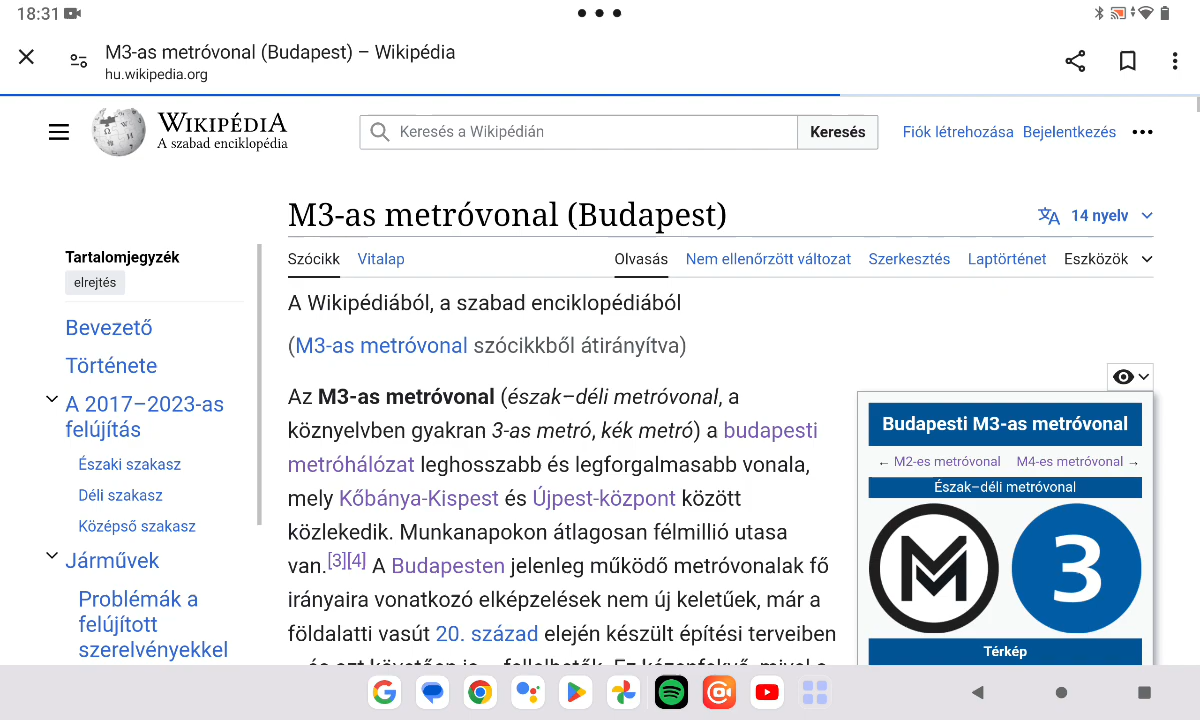 18:31
M3-as metróvonal (Budapest) – Wikipédia
hu.wikipedia.org
WIKIPÉDIA
A szabad enciklopédia
Keresés a Wikipédián
Keresés
Fiók létrehozása Bejelentkezés
M3-as metróvonal (Budapest)
14 nyelv
Tartalomjegyzék
elrejtés
Bevezető
Története
A 2017–2023-as
felújítás
Északi szakasz
Déli szakasz
Középső szakasz
Járművek
Problémák a
felújított
szerelvényekkel
Szócikk Vitalap
Olvasás Nem ellenőrzött változat Szerkesztés Laptörténet Eszközök
A Wikipédiából, a szabad enciklopédiából
(M3-as metróvonal szócikkből átirányítva)
Az M3-as metróvonal (észak–déli metróvonal, a
köznyelvben gyakran 3-as metró, kék metró) a budapesti
metróhálózat leghosszabb és legforgalmasabb vonala,
mely Kőbánya-Kispest és Újpest-központ között
közlekedik. Munkanapokon átlagosan félmillió utasa
van.[3][4] A Budapesten jelenleg működő metróvonalak fő
irányaira vonatkozó elképzelések nem új keletűek, már a
földalatti vasút 20. század elején készült építési terveiben
Budapesti M3-as metróvonal
← M2-es metróvonal M4-es metróvonal →
Észak–déli metróvonal
M 3
Térkép